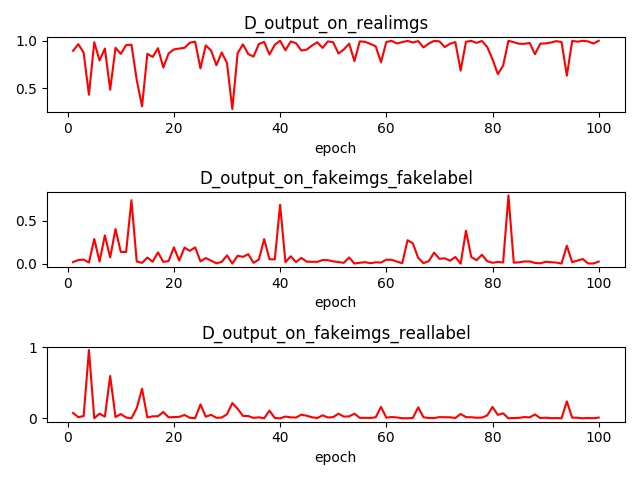 D_output_on_realimgs
1.0
0.5
0 20 40 60 80 100
epoch
D_output_on_fakeimgs_fakelabel
0.5
0.0
0 20 40 60 80 100
epoch
D_output_on_fakeimgs_reallabel
1
0
0 20 40 60 80 100
epoch